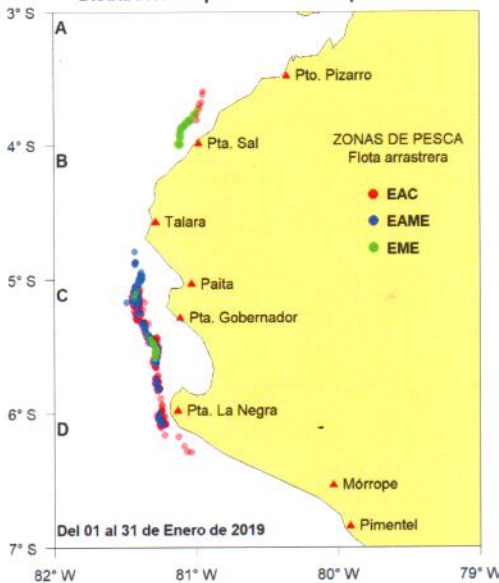 3° S
A
Pto. Pizarro
4° S
B
Pta. Sal
ZONAS DE PESCA
Flota arrastrera
EAC
EAME
EME
Talara
5° S
C
Paita
Pta. Gobernador
6° S
D
Pta. La Negra
Mórrope
Pimentel
Del 01 al 31 de Enero de 2019
7° S
82° W
81° W
80° W
79° W